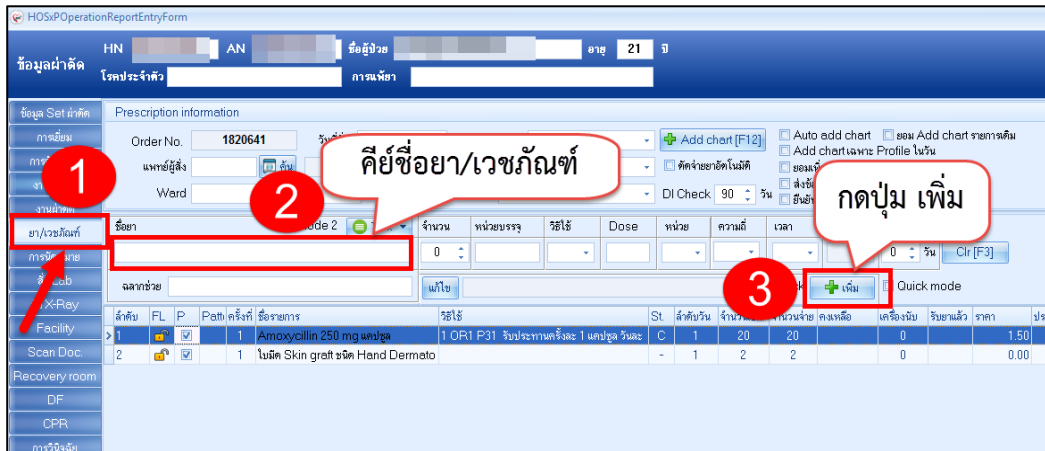 HOSxPOperationReportEntryForm
ข้อมูลผ่าตัด
HN AN ชื่อผู้ป่วย อายุ 21 ปี
โรคประจำตัว การแพ้ยา
ข้อมูล Set ผ่าตัด
การเยี่ยม
1
ยา/เวชภัณฑ์
X-Ray
Facility
Scan Doc.
Recovery room
DF
CPR
การวินิจฉัย
Prescription information
Order No. 1820641 Add chart [F12] Auto add chart ยอม Add chart รายการเดิม
Add chart เฉพาะ Profile ในวัน
แพทย์ผู้สั่ง ค้น ตัดจ่ายยาอัตโนมัติ
Ward DI Check 90 วัน
2
คีย์ชื่อยา/เวชภัณฑ์
กดปุ่ม เพิ่ม
ชื่อยา จำนวน หน่วยบรรจุ วิธีใช้ Dose หน่วย ความถี่ เวลา
0 0 วัน Clr [F3]
ฉลากช่วย แก้ไข 3 เพิ่ม Quick mode
ลำดับ FL P Patt ครั้งที่ ชื่อรายการ วิธีใช้ St. ลำดับวัน จำนวนจ่าย คงเหลือ เครื่องนับ รับยาแล้ว ราคา
1 1 Amoxycillin 250 mg แคปซูล 1 OR1 P31 รับประทานครั้งละ 1 แคปซูล วันละ C 1 20 20 0 1.50
2 1 ใบมีด Skin graft ชนิด Hand Dermato - 1 2 2 0 0.00